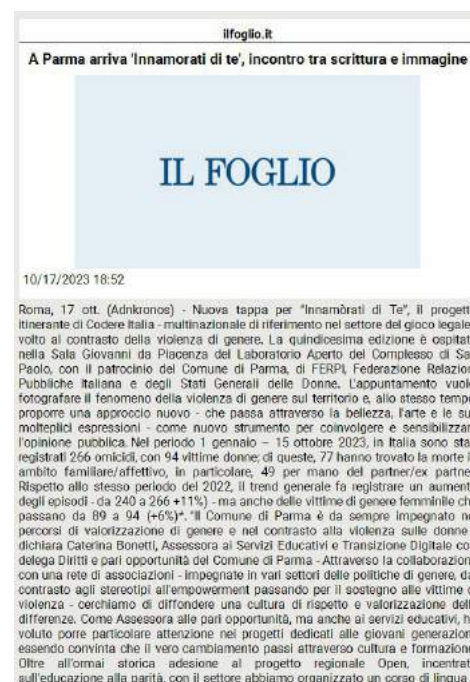 ilfoglio.it
A Parma arriva 'Innamorati di te', incontro tra scrittura e immagine
IL FOGLIO
10/17/2023 18:52
Roma, 17 ott. (Adnkronos) - Nuova tappa per "Innamòrati di Te", il progett
itinerante di Codere Italia - multinazionale di riferimento nel settore del gioco legale
volto al contrasto della violenza di genere. La quindicesima edizione è ospitat
nella Sala Giovanni da Piacenza del Laboratorio Aperto del Complesso di Sa
Paolo, con il patrocinio del Comune di Parma, di FERPI, Federazione Relazion
Pubbliche Italiana e degli Stati Generali delle Donne. L'appuntamento vuol
fotografare il fenomeno della violenza di genere sul territorio e, allo stesso temp
proporre una approccio nuovo - che passa attraverso la bellezza, l'arte e le su
molteplici espressioni - come nuovo strumento per coinvolgere e sensibilizzar
l'opinione pubblica. Nel periodo 1 gennaio – 15 ottobre 2023, in Italia sono sta
registrati 266 omicidi, con 94 vittime donne; di queste, 77 hanno trovato la morte i
ambito familiare/affettivo, in particolare, 49 per mano del partner/ex partne
Rispetto allo stesso periodo del 2022, il trend generale fa registrare un aument
degli episodi - da 240 a 266 +11%) - ma anche delle vittime di genere femminile ch
passano da 89 a 94 (+6%)*. "Il Comune di Parma è da sempre impegnato ne
percorsi di valorizzazione di genere e nel contrasto alla violenza sulle donne
dichiara Caterina Bonetti, Assessora ai Servizi Educativi e Transizione Digitale co
delega Diritti e pari opportunità del Comune di Parma - Attraverso la collaborazion
con una rete di associazioni - impegnate in vari settori delle politiche di genere, da
contrasto agli stereotipi all'empowerment passando per il sostegno alle vittime d
violenza - cerchiamo di diffondere una cultura di rispetto e valorizzazione dell
differenze. Come Assessora alle pari opportunità, ma anche ai servizi educativi, h
voluto porre particolare attenzione nei progetti dedicati alle giovani generazion
essendo convinta che il vero cambiamento passi attraverso cultura e formazione
Oltre all'ormai storica adesione al progetto regionale Open, incentrat
sull'educazione alla parità, con il settore abbiamo organizzato un corso di lingua